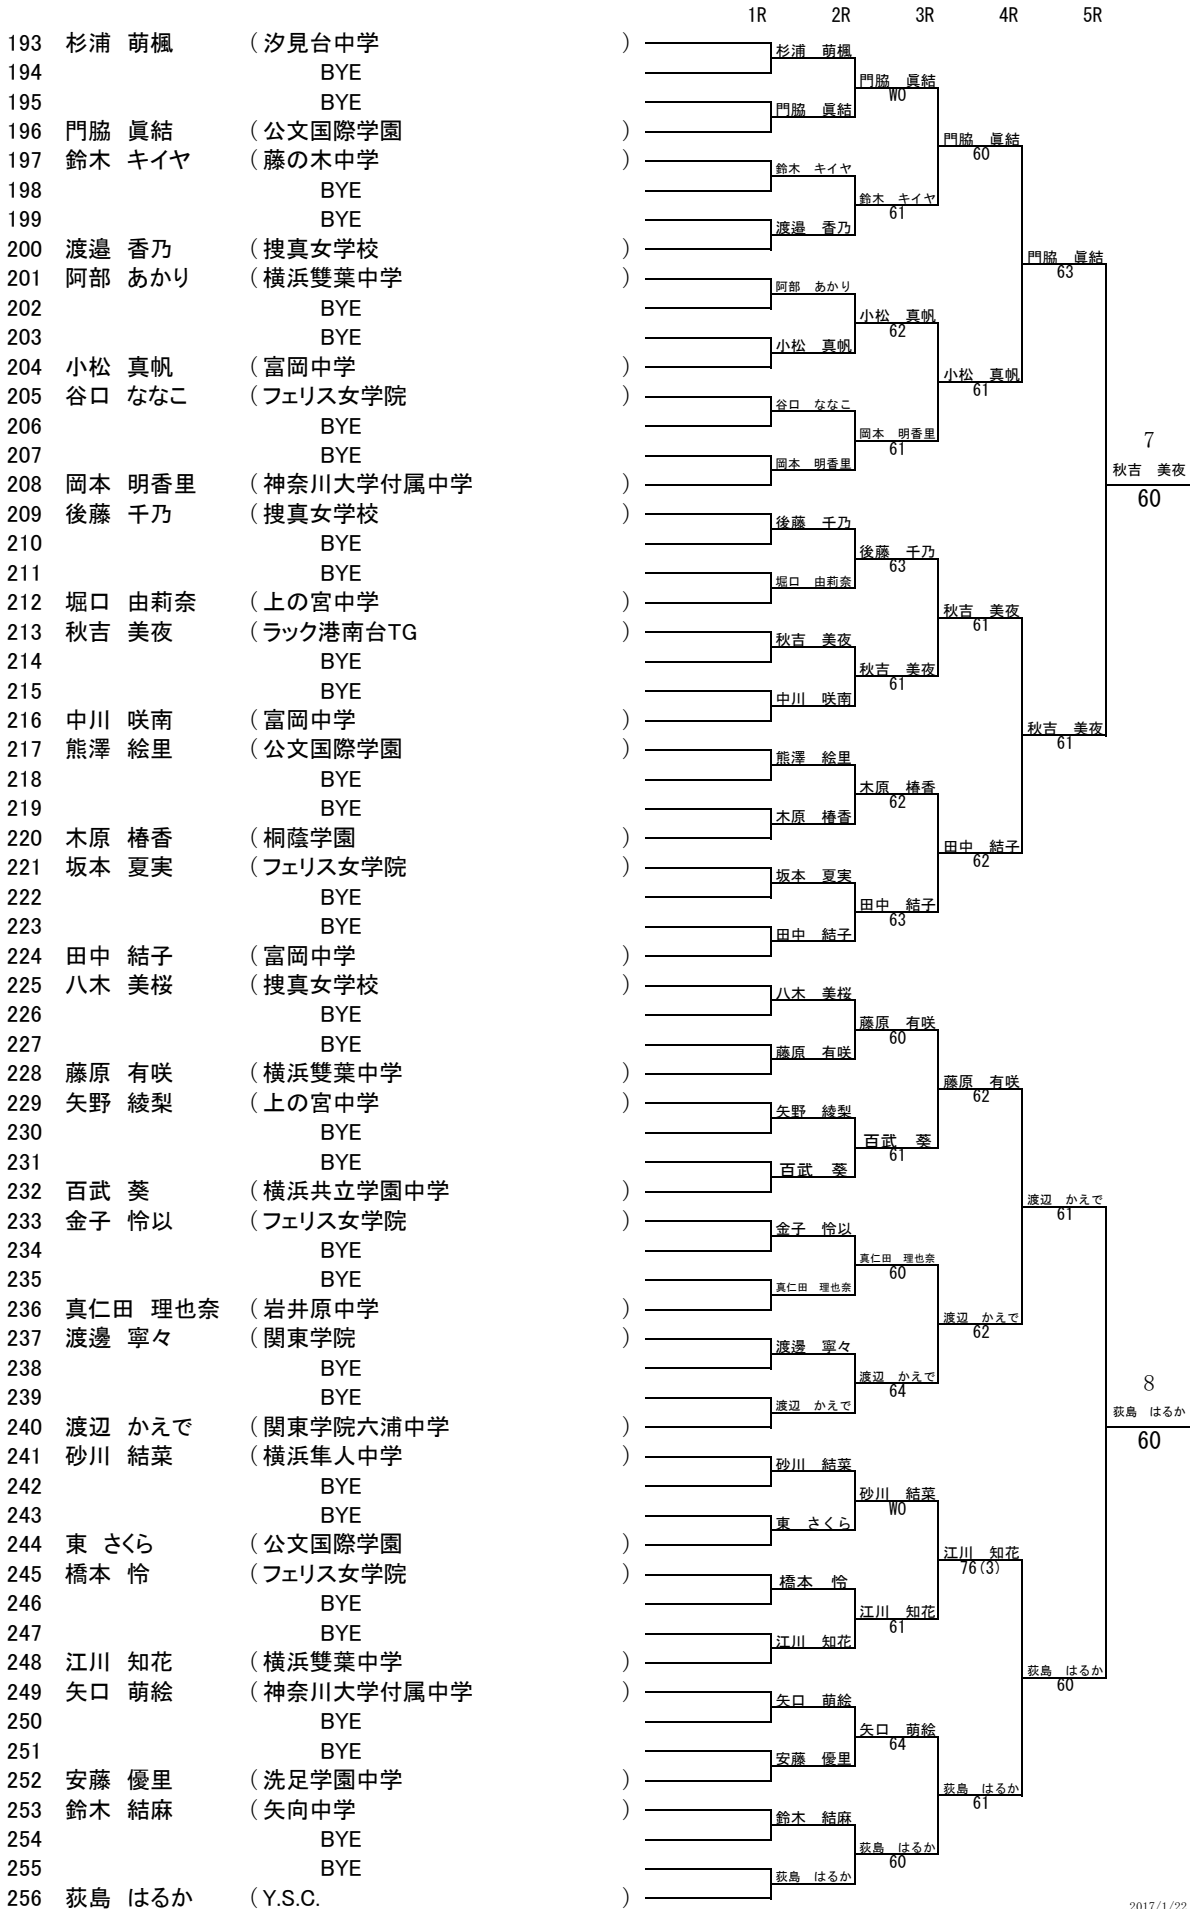 1R 2R 3R 4R 5R
193 杉浦 萌楓 ( 汐見台中学 )
194 BYE
195 BYE
196 門脇 眞結 ( 公文国際学園 )
197 鈴木 キイヤ ( 藤の木中学 )
198 BYE
199 BYE
200 渡邉 香乃 ( 捜真女学校 )
201 阿部 あかり ( 横浜雙葉中学 )
202 BYE
203 BYE
204 小松 真帆 ( 富岡中学 )
205 谷口 ななこ ( フェリス女学院 )
206 BYE
207 BYE
208 岡本 明香里 ( 神奈川大学付属中学 )
209 後藤 千乃 ( 捜真女学校 )
210 BYE
211 BYE
212 堀口 由莉奈 ( 上の宮中学 )
213 秋吉 美夜 ( ラック港南台TG )
214 BYE
215 BYE
216 中川 咲南 ( 富岡中学 )
217 熊澤 絵里 ( 公文国際学園 )
218 BYE
219 BYE
220 木原 椿香 ( 桐蔭学園 )
221 坂本 夏実 ( フェリス女学院 )
222 BYE
223 BYE
224 田中 結子 ( 富岡中学 )
225 八木 美桜 ( 捜真女学校 )
226 BYE
227 BYE
228 藤原 有咲 ( 横浜雙葉中学 )
229 矢野 綾梨 ( 上の宮中学 )
230 BYE
231 BYE
232 百武 葵 ( 横浜共立学園中学 )
233 金子 怜以 ( フェリス女学院 )
234 BYE
235 BYE
236 真仁田 理也奈 ( 岩井原中学 )
237 渡邊 寧々 ( 関東学院 )
238 BYE
239 BYE
240 渡辺 かえで ( 関東学院六浦中学 )
241 砂川 結菜 ( 横浜隼人中学 )
242 BYE
243 BYE
244 東 さくら ( 公文国際学園 )
245 橋本 怜 ( フェリス女学院 )
246 BYE
247 BYE
248 江川 知花 ( 横浜雙葉中学 )
249 矢口 萌絵 ( 神奈川大学付属中学 )
250 BYE
251 BYE
252 安藤 優里 ( 洗足学園中学 )
253 鈴木 結麻 ( 矢向中学 )
254 BYE
255 BYE
256 荻島 はるか ( Y.S.C. )
杉浦 萌楓
門脇 眞結
鈴木 キイヤ
渡邉 香乃
阿部 あかり
小松 真帆
谷口 ななこ
岡本 明香里
後藤 千乃
堀口 由莉奈
秋吉 美夜
中川 咲南
熊澤 絵里
木原 椿香
坂本 夏実
田中 結子
八木 美桜
藤原 有咲
矢野 綾梨
百武 葵
金子 怜以
真仁田 理也奈
渡邊 寧々
渡辺 かえで
砂川 結菜
東 さくら
橋本 怜
江川 知花
矢口 萌絵
安藤 優里
鈴木 結麻
荻島 はるか
門脇 眞結
WO
鈴木 キイヤ
61
小松 真帆
62
岡本 明香里
61
後藤 千乃
63
秋吉 美夜
61
木原 椿香
62
田中 結子
63
藤原 有咲
60
百武 葵
61
真仁田 理也奈
60
渡辺 かえで
64
砂川 結菜
WO
江川 知花
61
矢口 萌絵
64
荻島 はるか
60
門脇 眞結
60
小松 真帆
61
秋吉 美夜
61
田中 結子
62
藤原 有咲
62
渡辺 かえで
62
江川 知花
76(3)
荻島 はるか
61
門脇 眞結
63
秋吉 美夜
61
渡辺 かえで
61
荻島 はるか
60
7
秋吉 美夜
60
8
荻島 はるか
60
2017/1/22